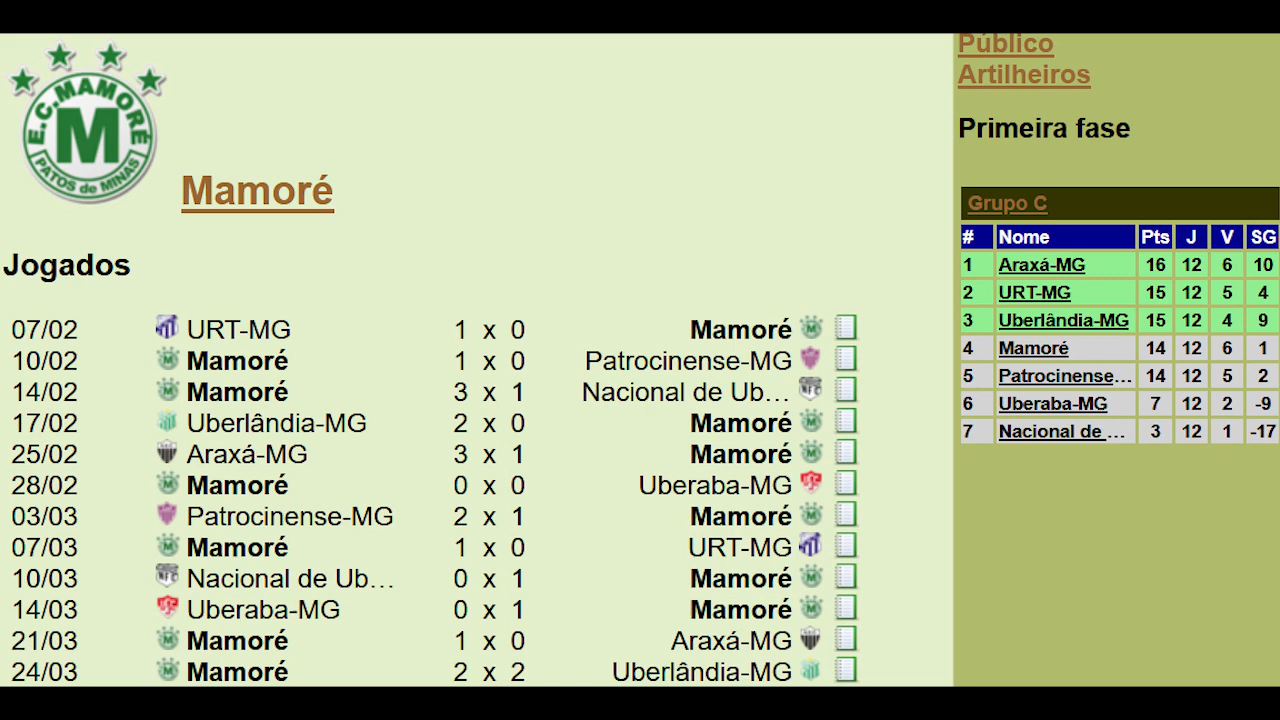 E.C.MAMORÉ
M
PATOS de MINAS
Mamoré
Jogados
07/02 URT-MG 1 x 0 Mamoré
10/02 Mamoré 1 x 0 Patrocinense-MG
14/02 Mamoré 3 x 1 Nacional de Ub...
17/02 Uberlândia-MG 2 x 0 Mamoré
25/02 Araxá-MG 3 x 1 Mamoré
28/02 Mamoré 0 x 0 Uberaba-MG
03/03 Patrocinense-MG 2 x 1 Mamoré
07/03 Mamoré 1 x 0 URT-MG
10/03 Nacional de Ub... 0 x 1 Mamoré
14/03 Uberaba-MG 0 x 1 Mamoré
21/03 Mamoré 1 x 0 Araxá-MG
24/03 Mamoré 2 x 2 Uberlândia-MG
Público
Artilheiros
Primeira fase
Grupo C
# Nome Pts J V SG
1 Araxá-MG 16 12 6 10
2 URT-MG 15 12 5 4
3 Uberlândia-MG 15 12 4 9
4 Mamoré 14 12 6 1
5 Patrocinense... 14 12 5 2
6 Uberaba-MG 7 12 2 -9
7 Nacional de ... 3 12 1 -17